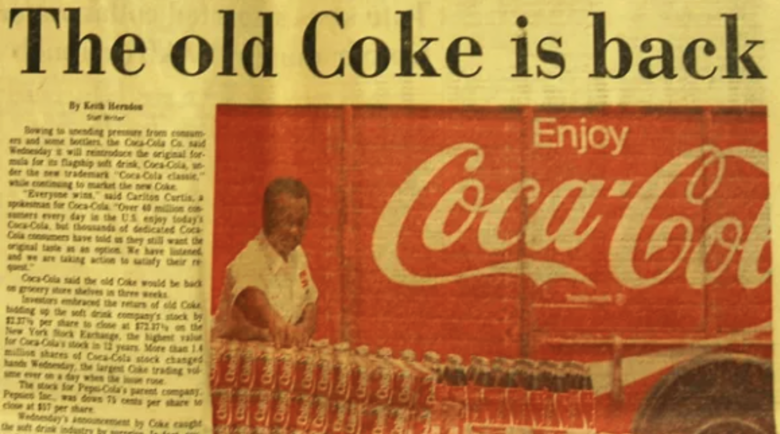 The old Coke is back
By Keith Herndon
Staff Writer
Bowing to unending pressure from consum-
ers and some bottlers, the Coca-Cola Co. said
Wednesday it will reintroduce the original for-
mula for its flagship soft drink, Coca-Cola, un-
der the new trademark "Coca-Cola classic,"
while continuing to market the new Coke.
"Everyone wins," said Carlton Curtis, a
spokesman for Coca-Cola. "Over 40 million con-
sumers every day in the U.S. enjoy today's
Coca-Cola, but thousands of dedicated Coca-
Cola consumers have told us they still want the
original taste as an option. We have listened,
and we are taking action to satisfy their re-
quest."
Coca-Cola said the old Coke would be back
on grocery store shelves in three weeks.
Investors embraced the return of old Coke,
bidding up the soft drink company's stock by
per share to close at on the
New York Stock Exchange, the highest value
for Coca-Cola's stock in 12 years. More than 1.4
million shares of Coca-Cola stock changed
hands Wednesday, the largest Coke trading vol-
ume ever on a day when the issue rose.
The stock for Pepsi-Cola's parent company,
Pepsico Inc., was down 75 cents per share to
close at $57 per share.
Wednesday's announcement by Coke caught
the soft drink industry by surprise.
Enjoy
Coca-Col
Trademark ®